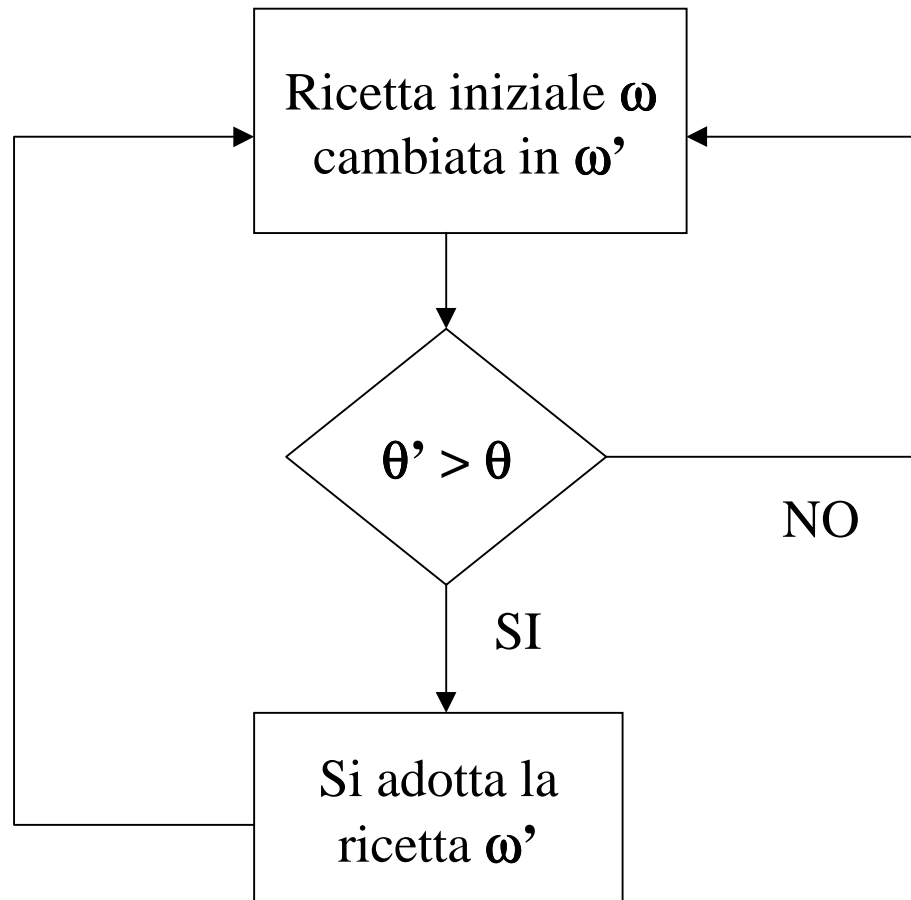 Ricetta iniziale ω
cambiata in ω’
θ’ > θ
NO
SI
Si adotta la
ricetta ω’